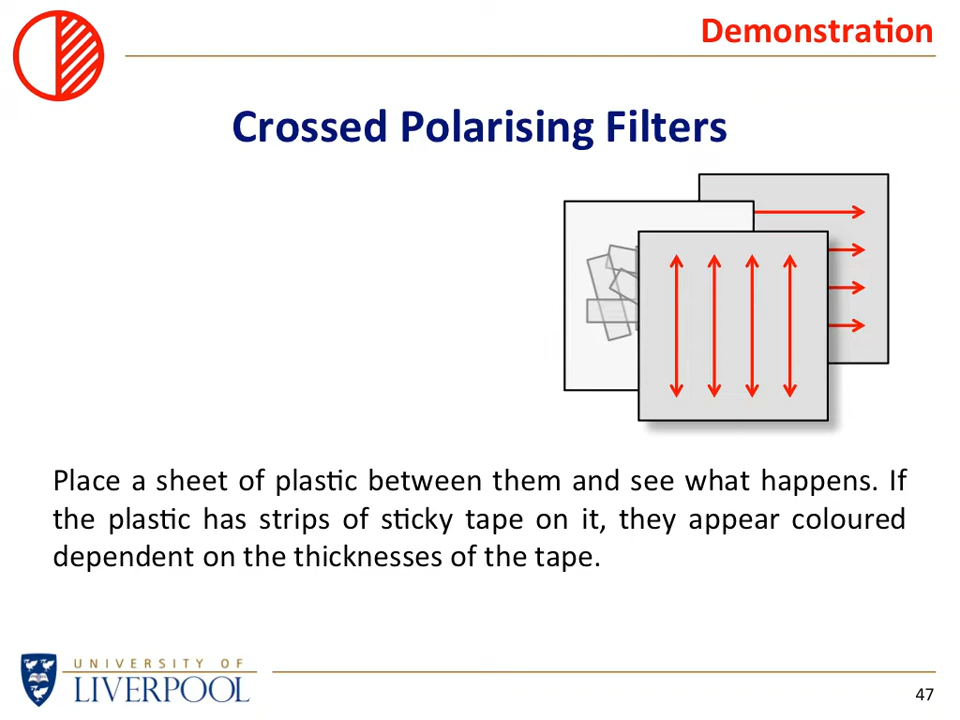 Demonstration
Crossed Polarising Filters
Place a sheet of plastic between them and see what happens. If
the plastic has strips of sticky tape on it, they appear coloured
dependent on the thicknesses of the tape.
UNIVERSITY OF
LIVERPOOL
47